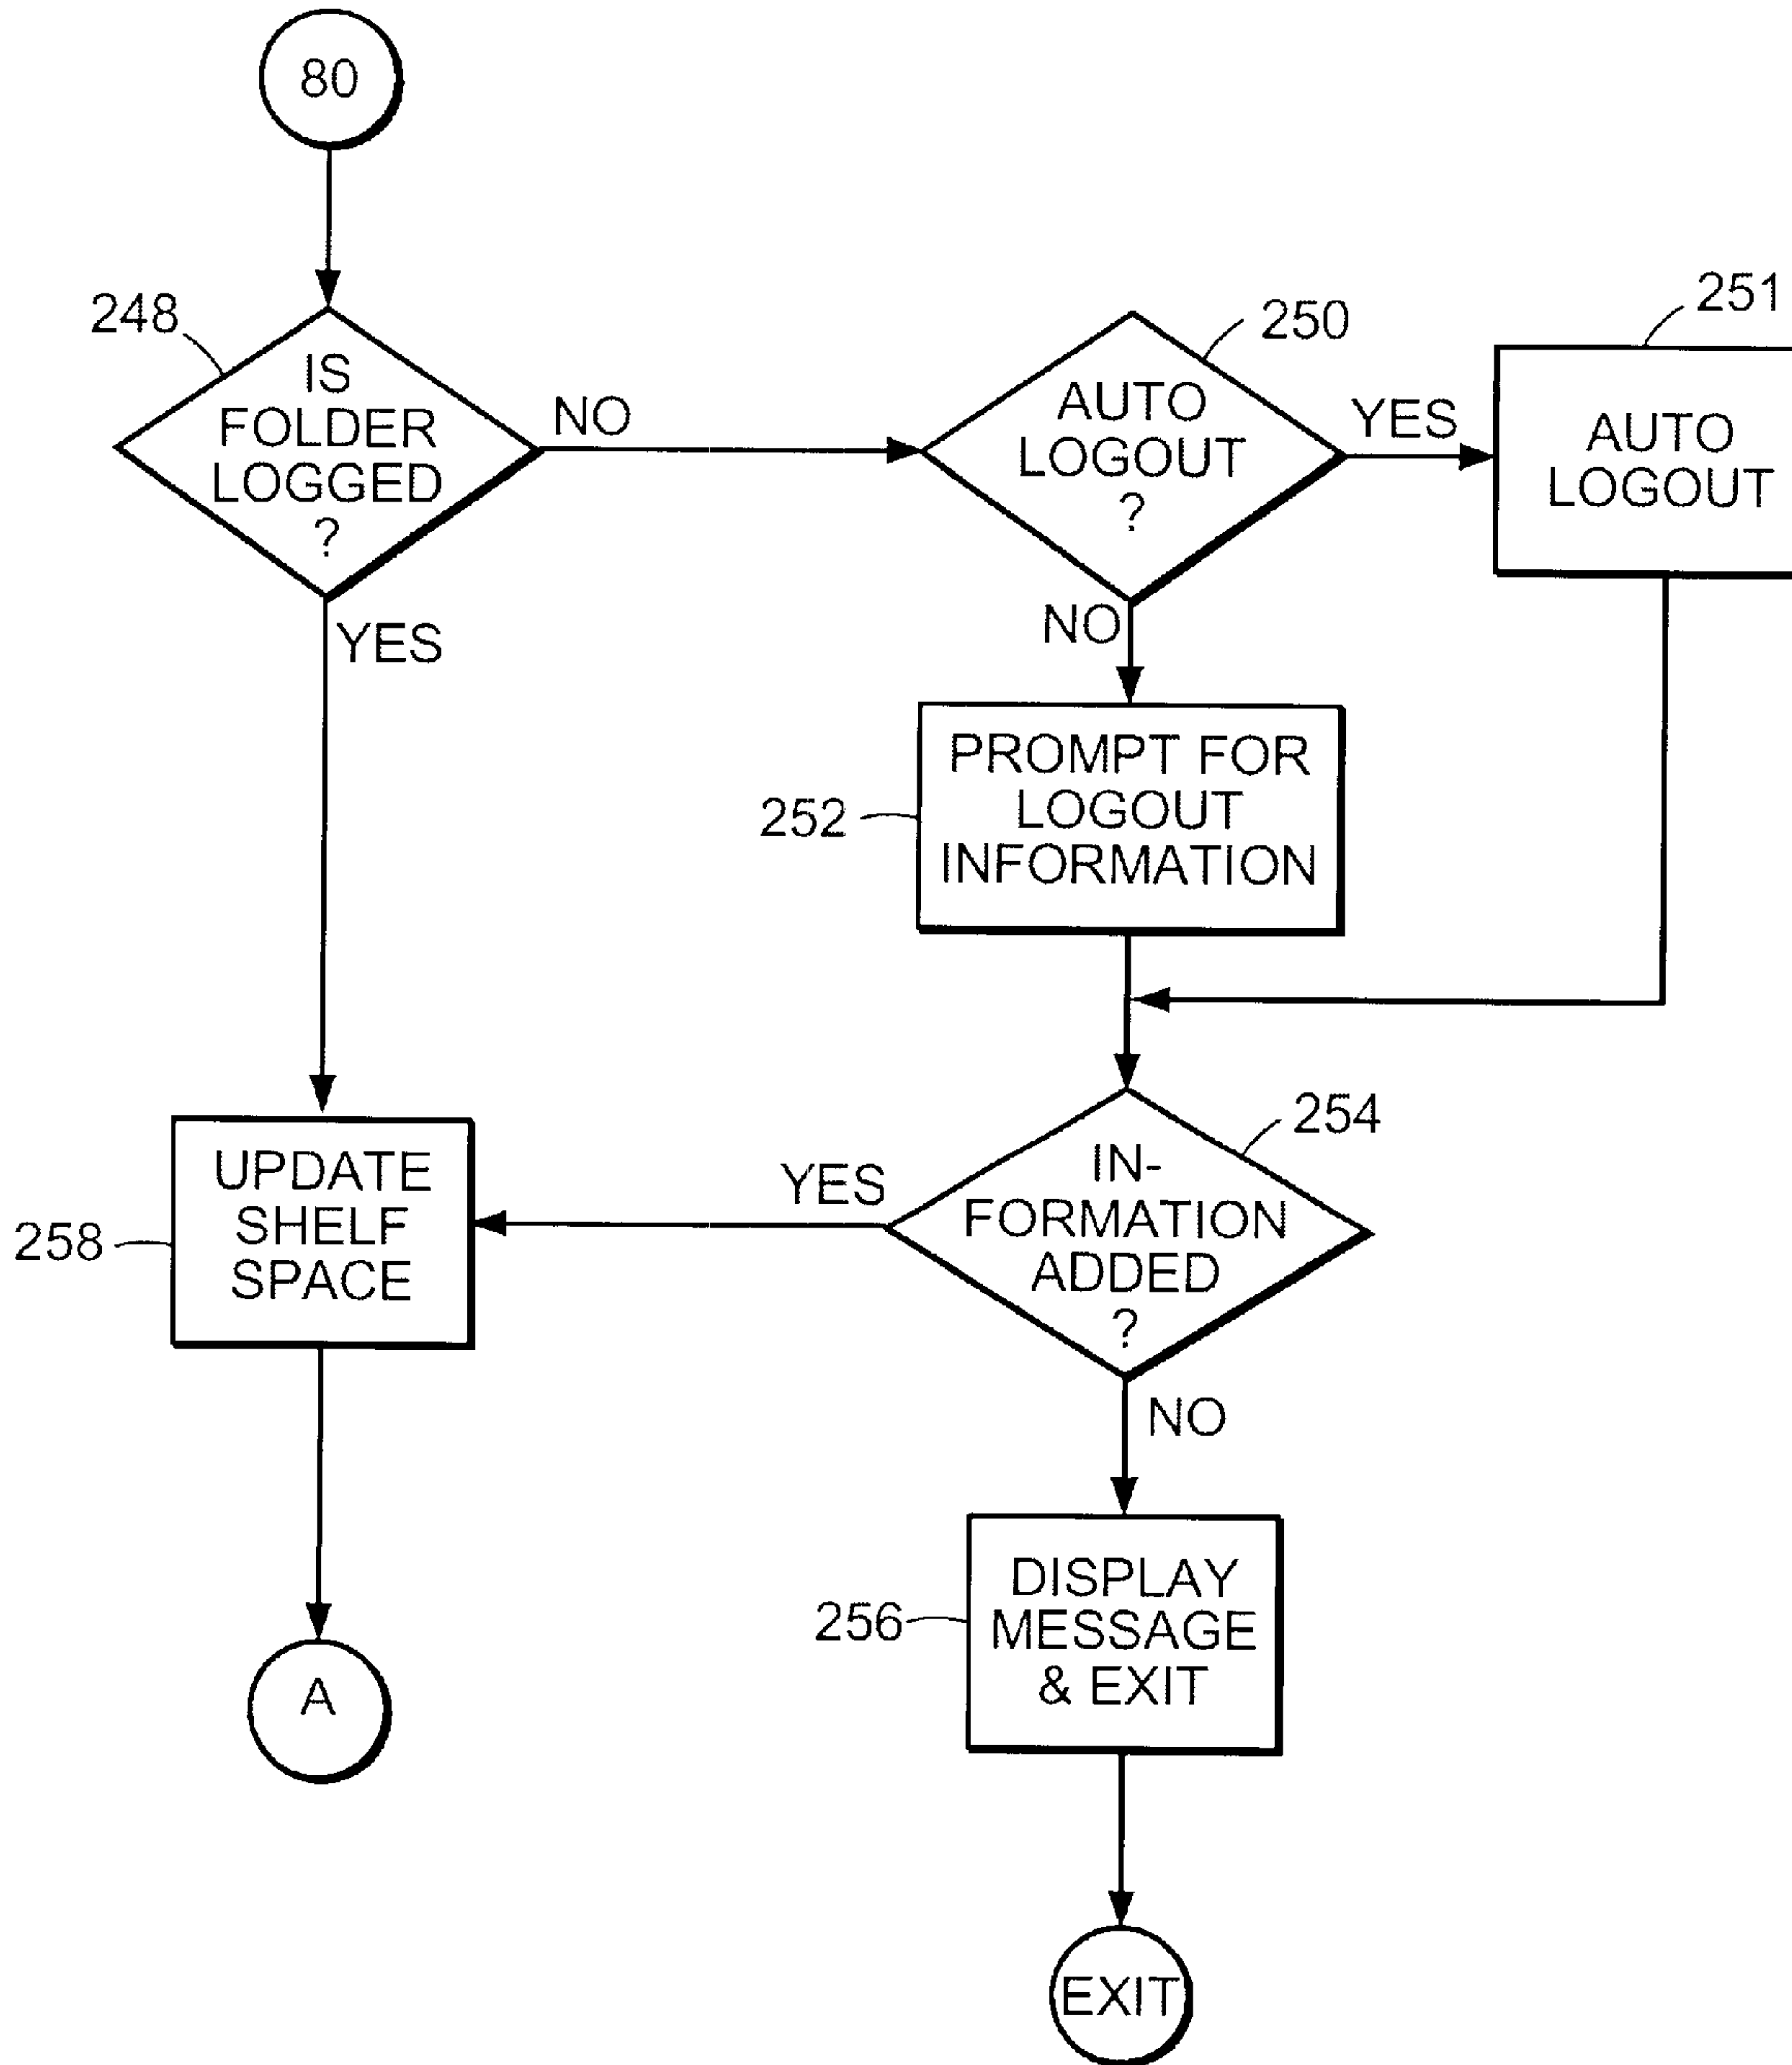 80
248
IS
FOLDER
LOGGED
?
NO
YES
250
AUTO
LOGOUT
?
YES
NO
251
AUTO
LOGOUT
252
PROMPT FOR
LOGOUT
INFORMATION
254
IN-
FORMATION
ADDED
?
YES
NO
258
UPDATE
SHELF
SPACE
A
256
DISPLAY
MESSAGE
& EXIT
EXIT